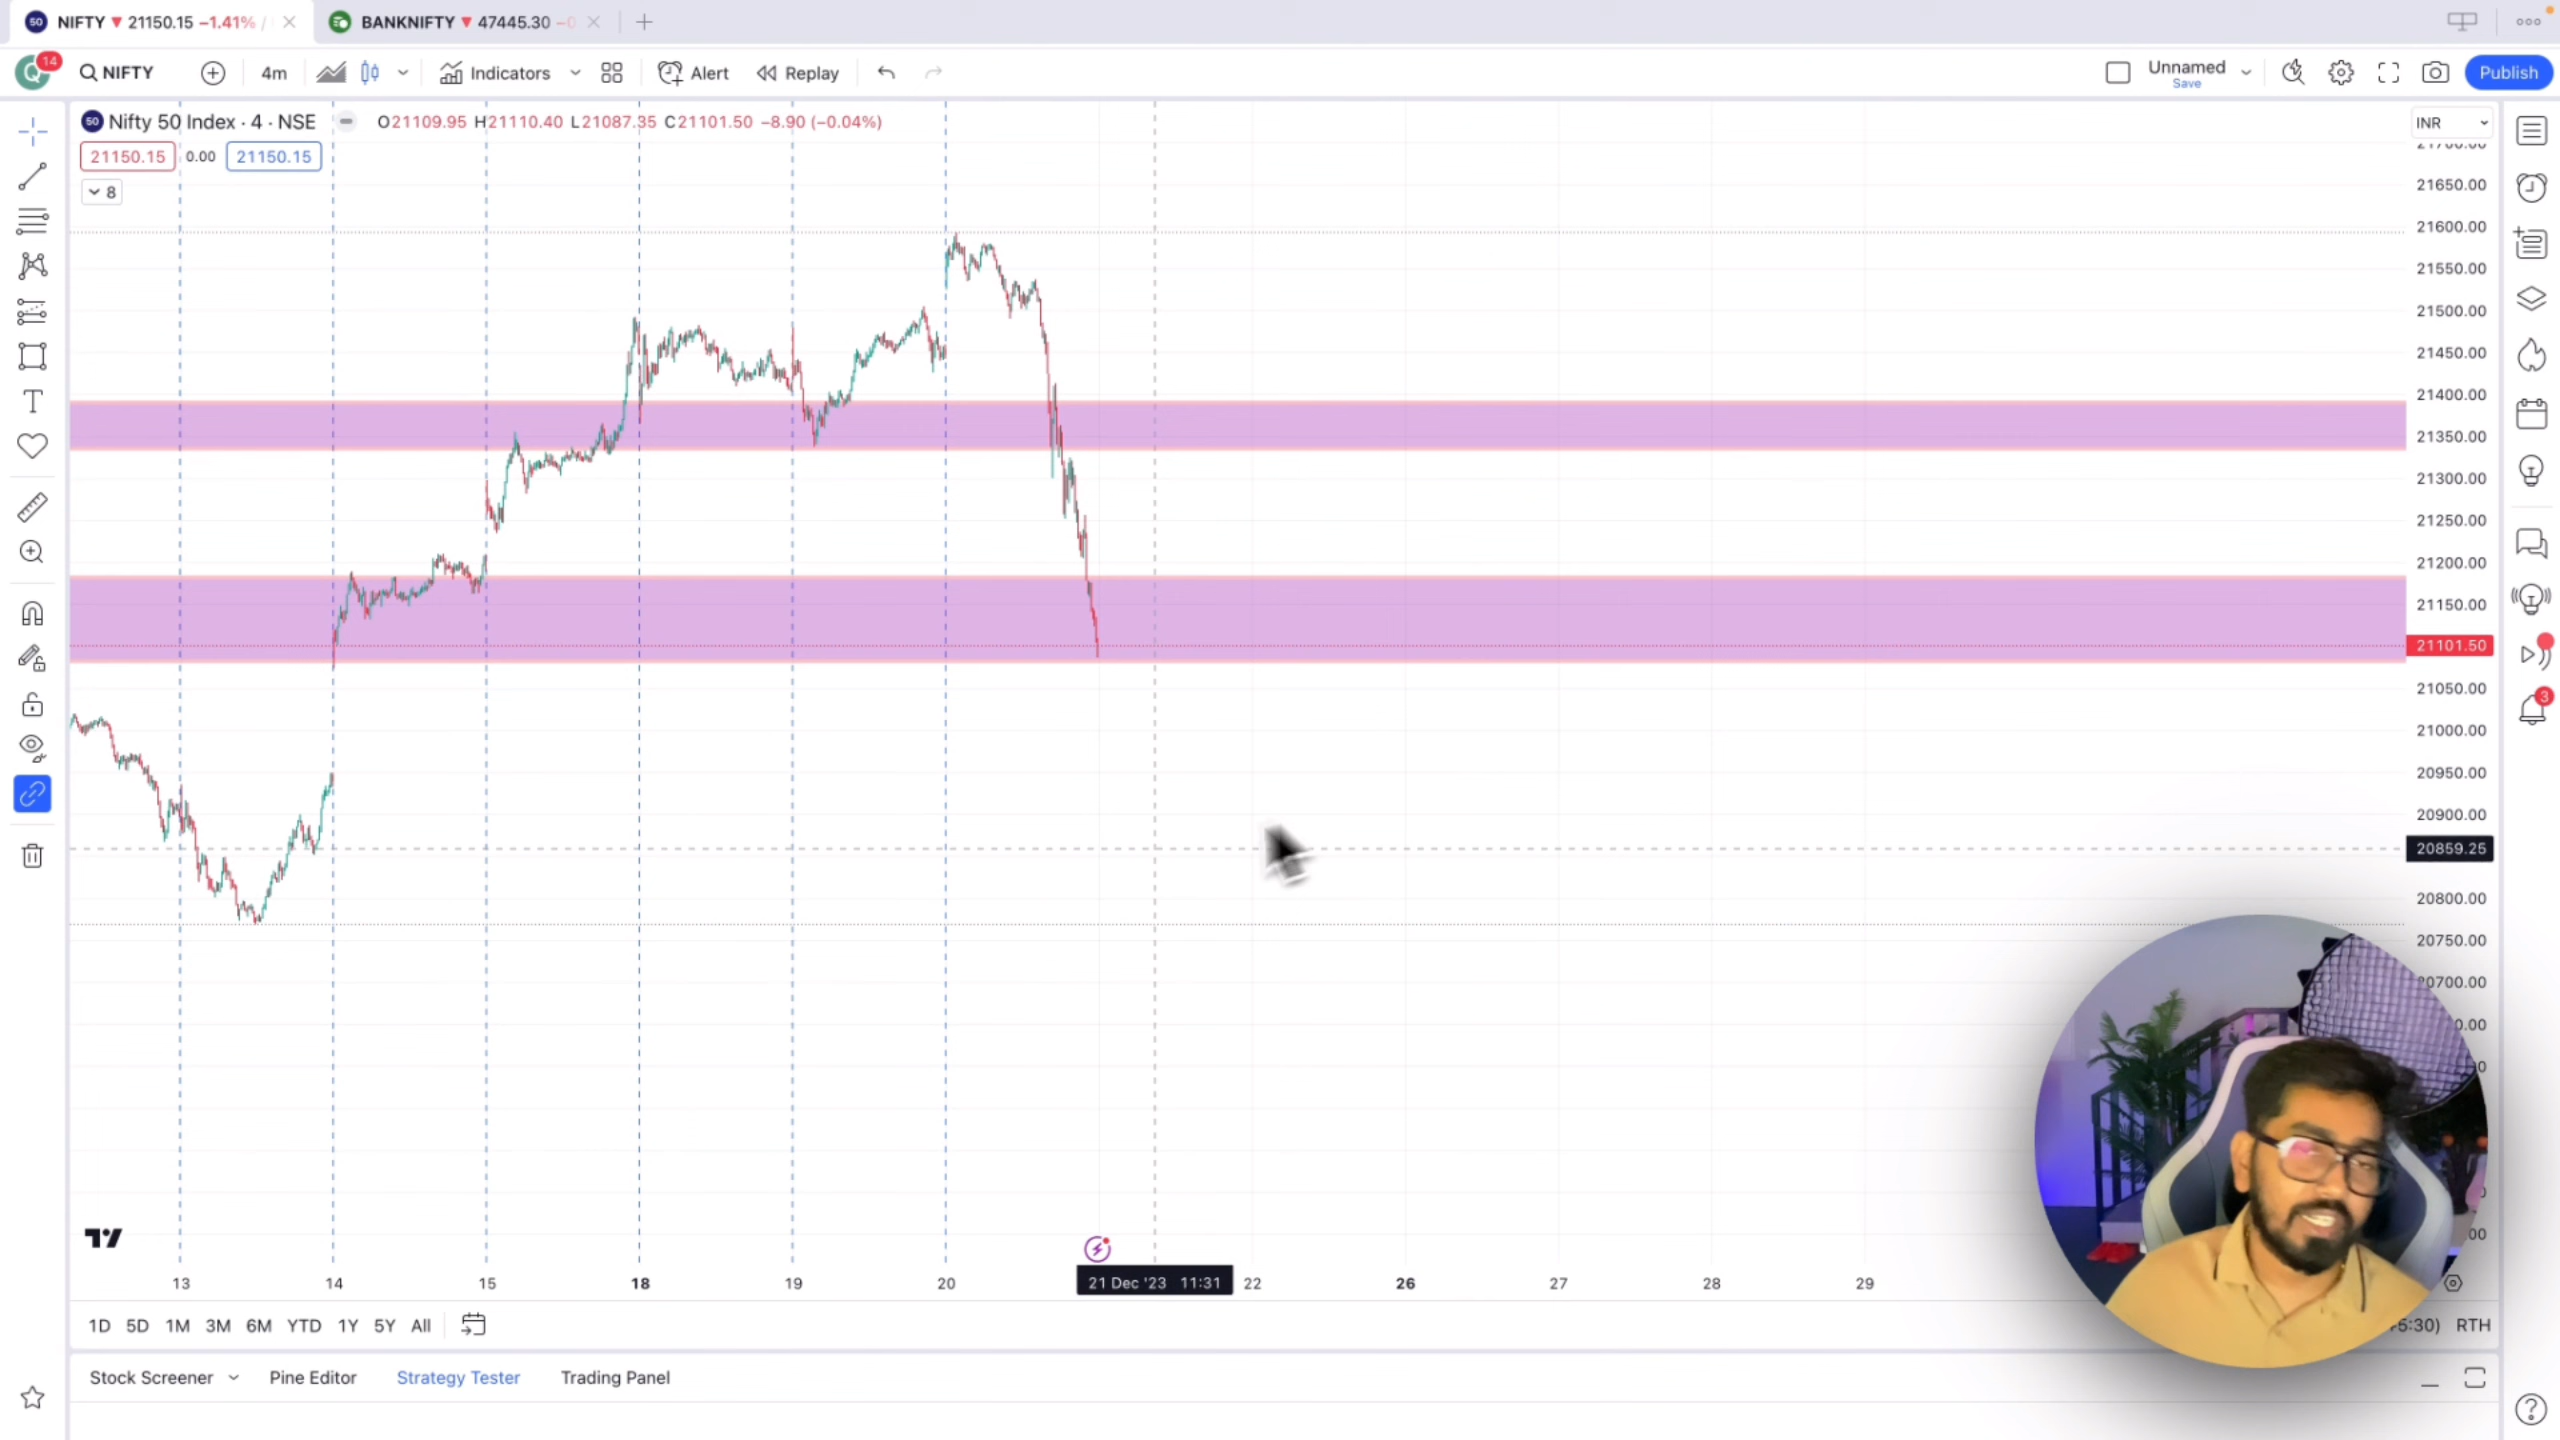 50 NIFTY 21150.15 −1.41% /
BANKNIFTY 47445.30
14
NIFTY
4m
Indicators
Alert
Replay
Unnamed
Save
Publish
50 Nifty 50 Index · 4 · NSE O21109.95 H21110.40 L21087.35 C21101.50 −8.90 (−0.04%)
21150.15 0.00 21150.15
8
INR
21650.00
21600.00
21550.00
21500.00
21450.00
21400.00
21350.00
21300.00
21250.00
21200.00
21150.00
21101.50
21050.00
21000.00
20950.00
20900.00
20859.25
20800.00
20750.00
20700.00
3
13 14 15 18 19 20 21 Dec '23 11:31 22 26 27 28 29
1D 5D 1M 3M 6M YTD 1Y 5Y All
5:30) RTH
Stock Screener Pine Editor Strategy Tester Trading Panel